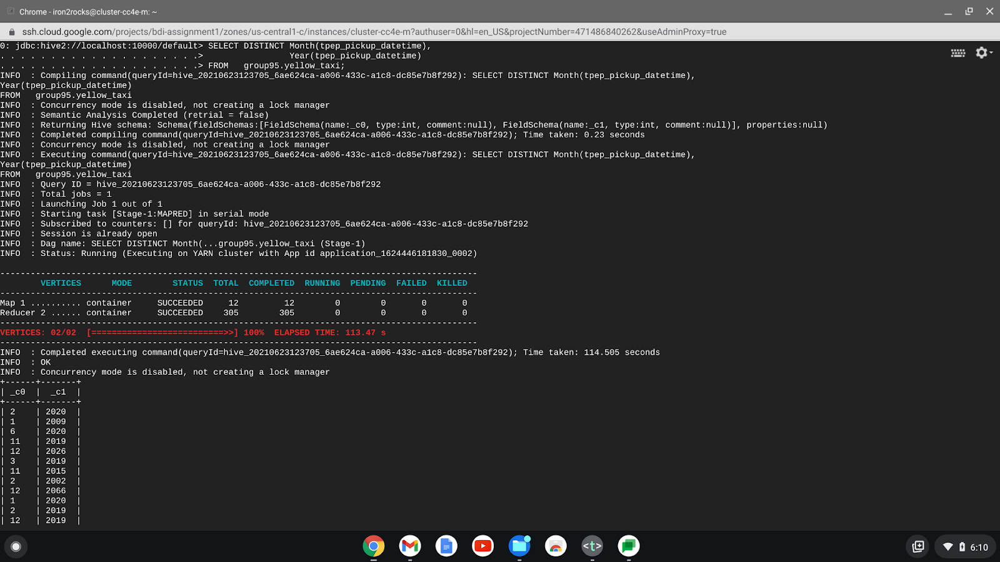 Chrome - iron2rocks@cluster-cc4e-m: ~
ssh.cloud.google.com/projects/bdi-assignment1/zones/us-central1-c/instances/cluster-cc4e-m?authuser=0&hl=en_US&projectNumber=471486840262&useAdminProxy=true
0: jdbc:hive2://localhost:10000/default> SELECT DISTINCT Month(tpep_pickup_datetime),
. . . . . . . . . . . . . . . . . . . .>                 Year(tpep_pickup_datetime)
. . . . . . . . . . . . . . . . . . . .> FROM   group95.yellow_taxi;
INFO  : Compiling command(queryId=hive_20210623123705_6ae624ca-a006-433c-a1c8-dc85e7b8f292): SELECT DISTINCT Month(tpep_pickup_datetime),
Year(tpep_pickup_datetime)
FROM   group95.yellow_taxi
INFO  : Concurrency mode is disabled, not creating a lock manager
INFO  : Semantic Analysis Completed (retrial = false)
INFO  : Returning Hive schema: Schema(fieldSchemas:[FieldSchema(name:_c0, type:int, comment:null), FieldSchema(name:_c1, type:int, comment:null)], properties:null)
INFO  : Completed compiling command(queryId=hive_20210623123705_6ae624ca-a006-433c-a1c8-dc85e7b8f292); Time taken: 0.23 seconds
INFO  : Concurrency mode is disabled, not creating a lock manager
INFO  : Executing command(queryId=hive_20210623123705_6ae624ca-a006-433c-a1c8-dc85e7b8f292): SELECT DISTINCT Month(tpep_pickup_datetime),
Year(tpep_pickup_datetime)
FROM   group95.yellow_taxi
INFO  : Query ID = hive_20210623123705_6ae624ca-a006-433c-a1c8-dc85e7b8f292
INFO  : Total jobs = 1
INFO  : Launching Job 1 out of 1
INFO  : Starting task [Stage-1:MAPRED] in serial mode
INFO  : Subscribed to counters: [] for queryId: hive_20210623123705_6ae624ca-a006-433c-a1c8-dc85e7b8f292
INFO  : Session is already open
INFO  : Dag name: SELECT DISTINCT Month(...group95.yellow_taxi (Stage-1)
INFO  : Status: Running (Executing on YARN cluster with App id application_1624446181830_0002)
----------------------------------------------------------------------------------------------
        VERTICES      MODE        STATUS  TOTAL  COMPLETED  RUNNING  PENDING  FAILED  KILLED
----------------------------------------------------------------------------------------------
Map 1 .......... container     SUCCEEDED     12         12        0        0       0       0
Reducer 2 ...... container     SUCCEEDED    305        305        0        0       0       0
----------------------------------------------------------------------------------------------
VERTICES: 02/02  [==========================>>] 100%  ELAPSED TIME: 113.47 s
----------------------------------------------------------------------------------------------
INFO  : Completed executing command(queryId=hive_20210623123705_6ae624ca-a006-433c-a1c8-dc85e7b8f292); Time taken: 114.505 seconds
INFO  : OK
INFO  : Concurrency mode is disabled, not creating a lock manager
+------+-------+
| _c0  |  _c1  |
+------+-------+
| 2    | 2020  |
| 1    | 2009  |
| 6    | 2020  |
| 11   | 2019  |
| 12   | 2026  |
| 3    | 2019  |
| 11   | 2015  |
| 2    | 2002  |
| 12   | 2066  |
| 1    | 2020  |
| 2    | 2019  |
| 12   | 2019  |
<t>
6:10